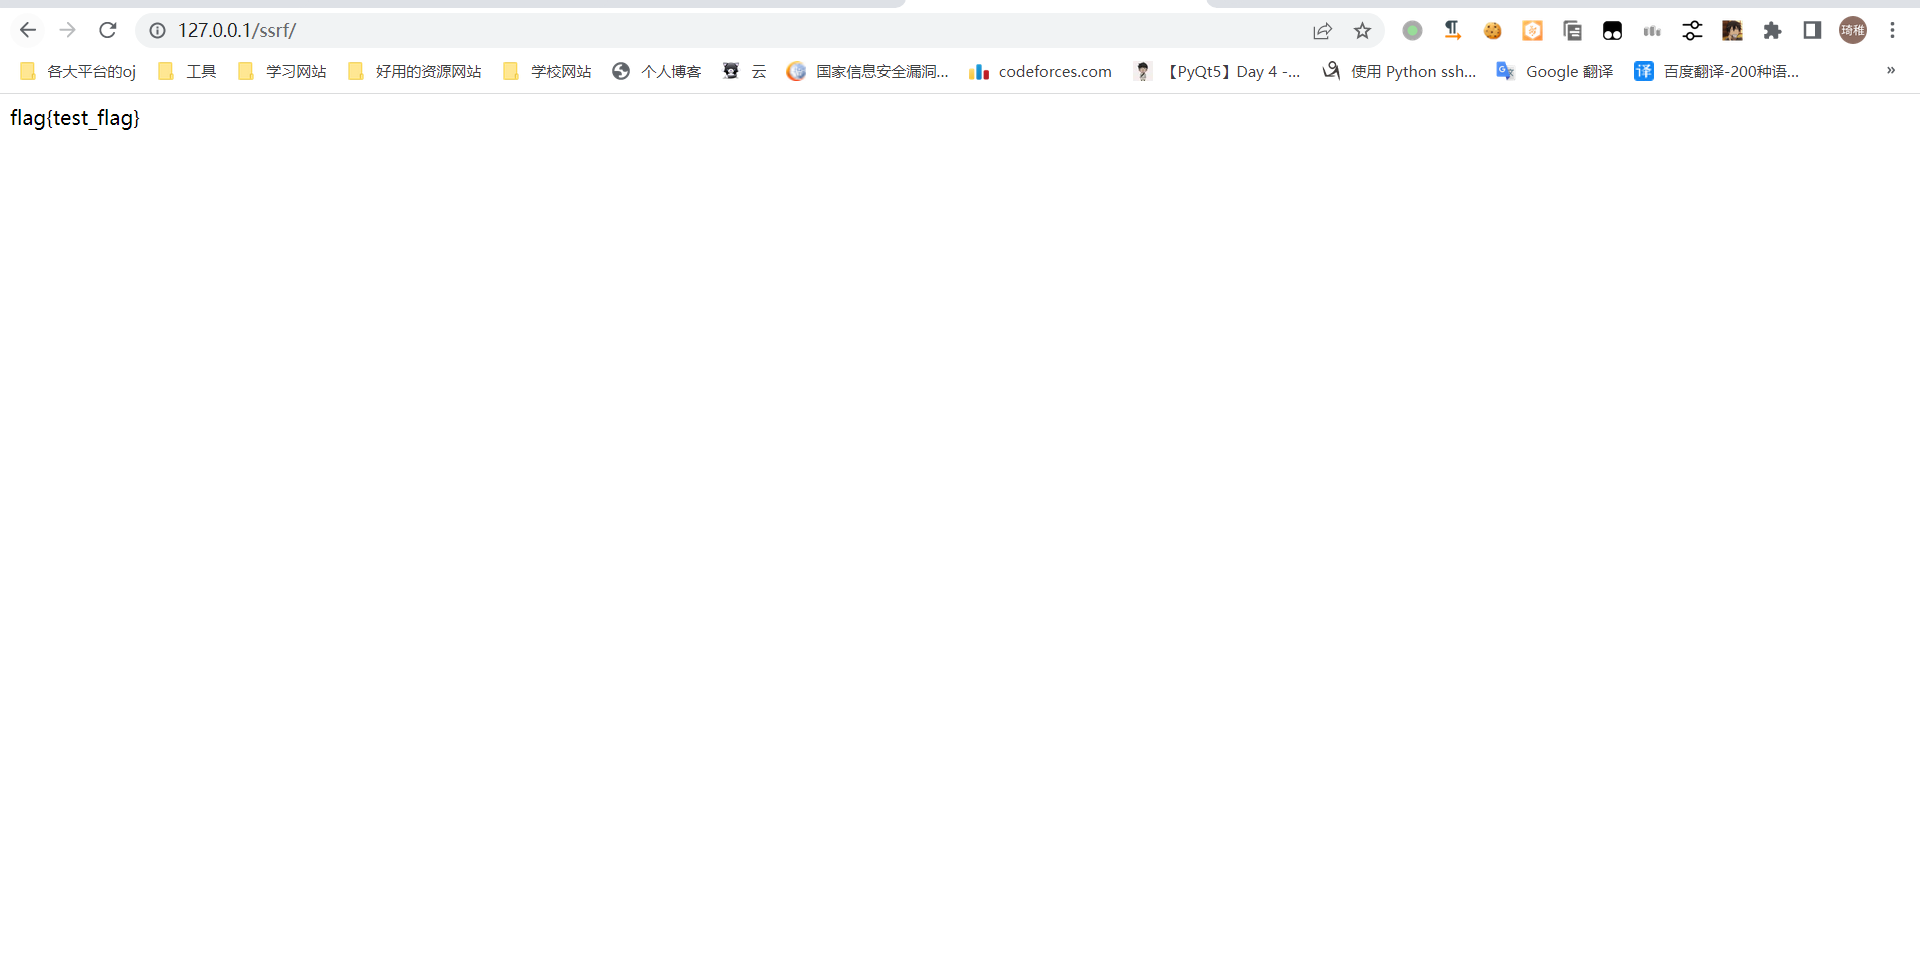 127.0.0.1/ssrf/
琦稚
各大平台的oj 工具 学习网站 好用的资源网站 学校网站 个人博客 云 国家信息安全漏洞... codeforces.com 【PyQt5】Day 4 -... 使用 Python ssh... Google 翻译 译 百度翻译-200种语... »
flag{test_flag}